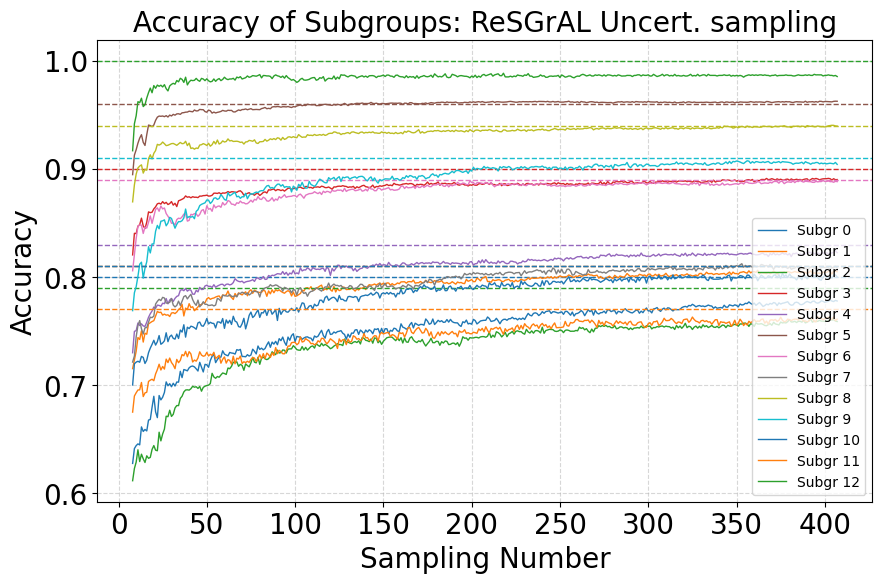 Accuracy of Subgroups: ReSGrAL Uncert. sampling
1.0
0.9
0.8
0.7
0.6
Accuracy
0
50
100
150
200
250
300
350
400
Sampling Number
Subgr 0
Subgr 1
Subgr 2
Subgr 3
Subgr 4
Subgr 5
Subgr 6
Subgr 7
Subgr 8
Subgr 9
Subgr 10
Subgr 11
Subgr 12